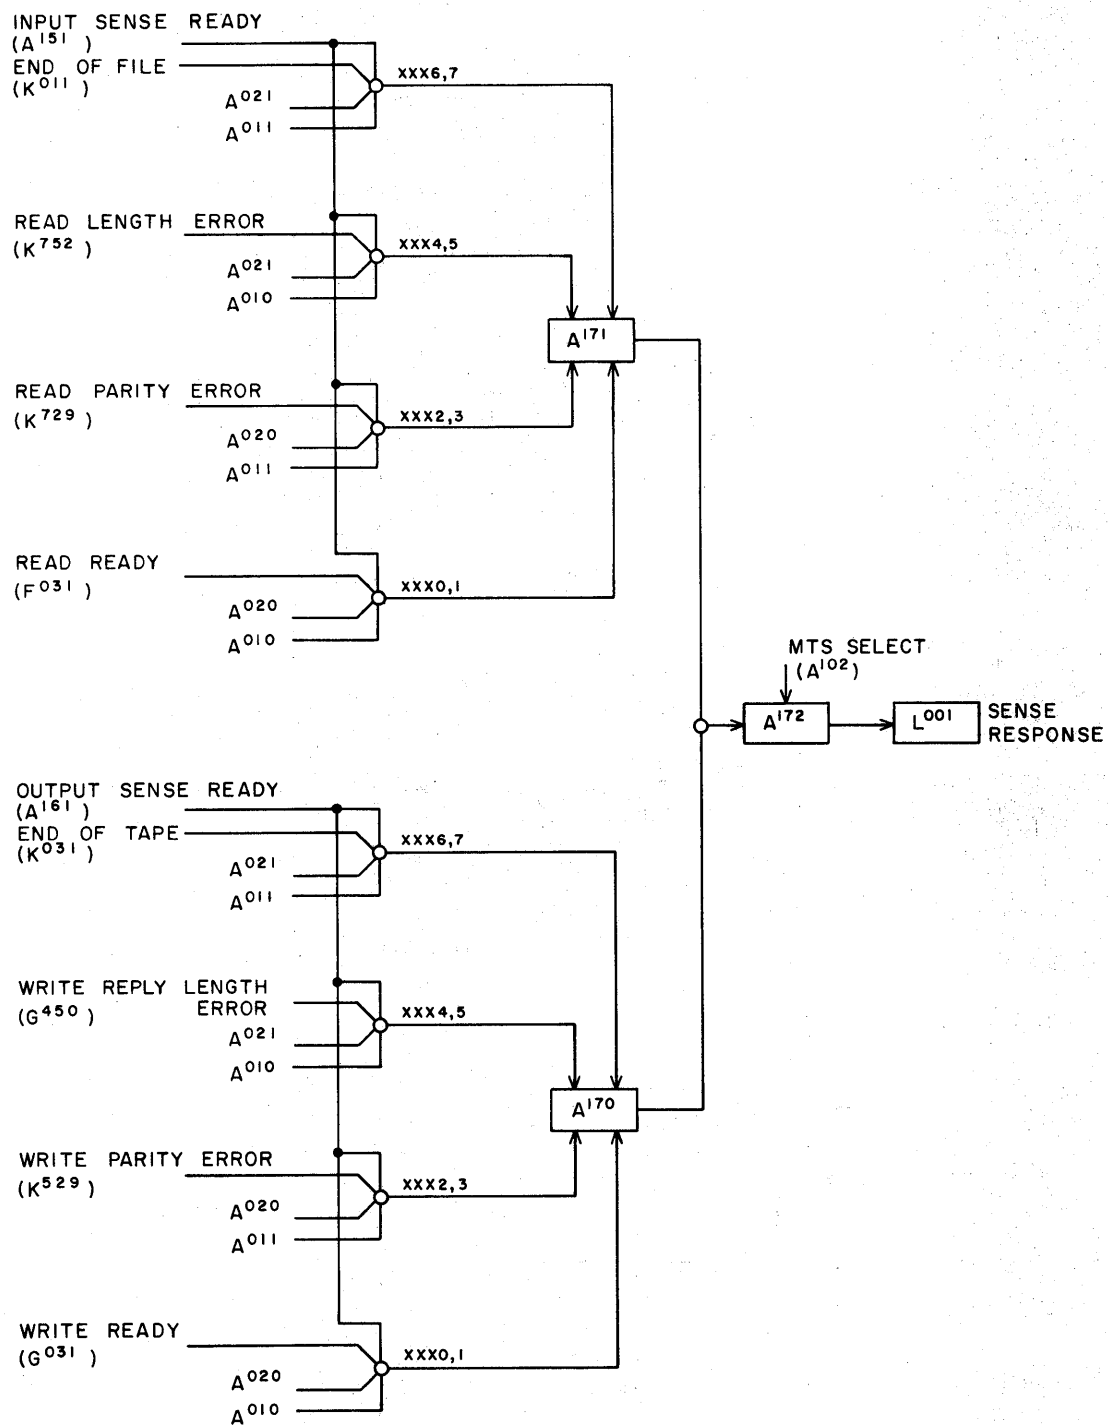 INPUT SENSE READY
(A151)
END OF FILE
(K011)
A021
A011
XXX6,7
READ LENGTH ERROR
(K752)
A021
A010
XXX4,5
A171
READ PARITY ERROR
(K729)
A020
A011
XXX2,3
READ READY
(F031)
A020
A010
XXX0,1
MTS SELECT
(A102)
A172
L001
SENSE
RESPONSE
OUTPUT SENSE READY
(A161)
END OF TAPE
(K031)
A021
A011
XXX6,7
WRITE REPLY LENGTH
ERROR
(G450)
A021
A010
XXX4,5
A170
WRITE PARITY ERROR
(K529)
A020
A011
XXX2,3
WRITE READY
(G031)
A020
A010
XXX0,1